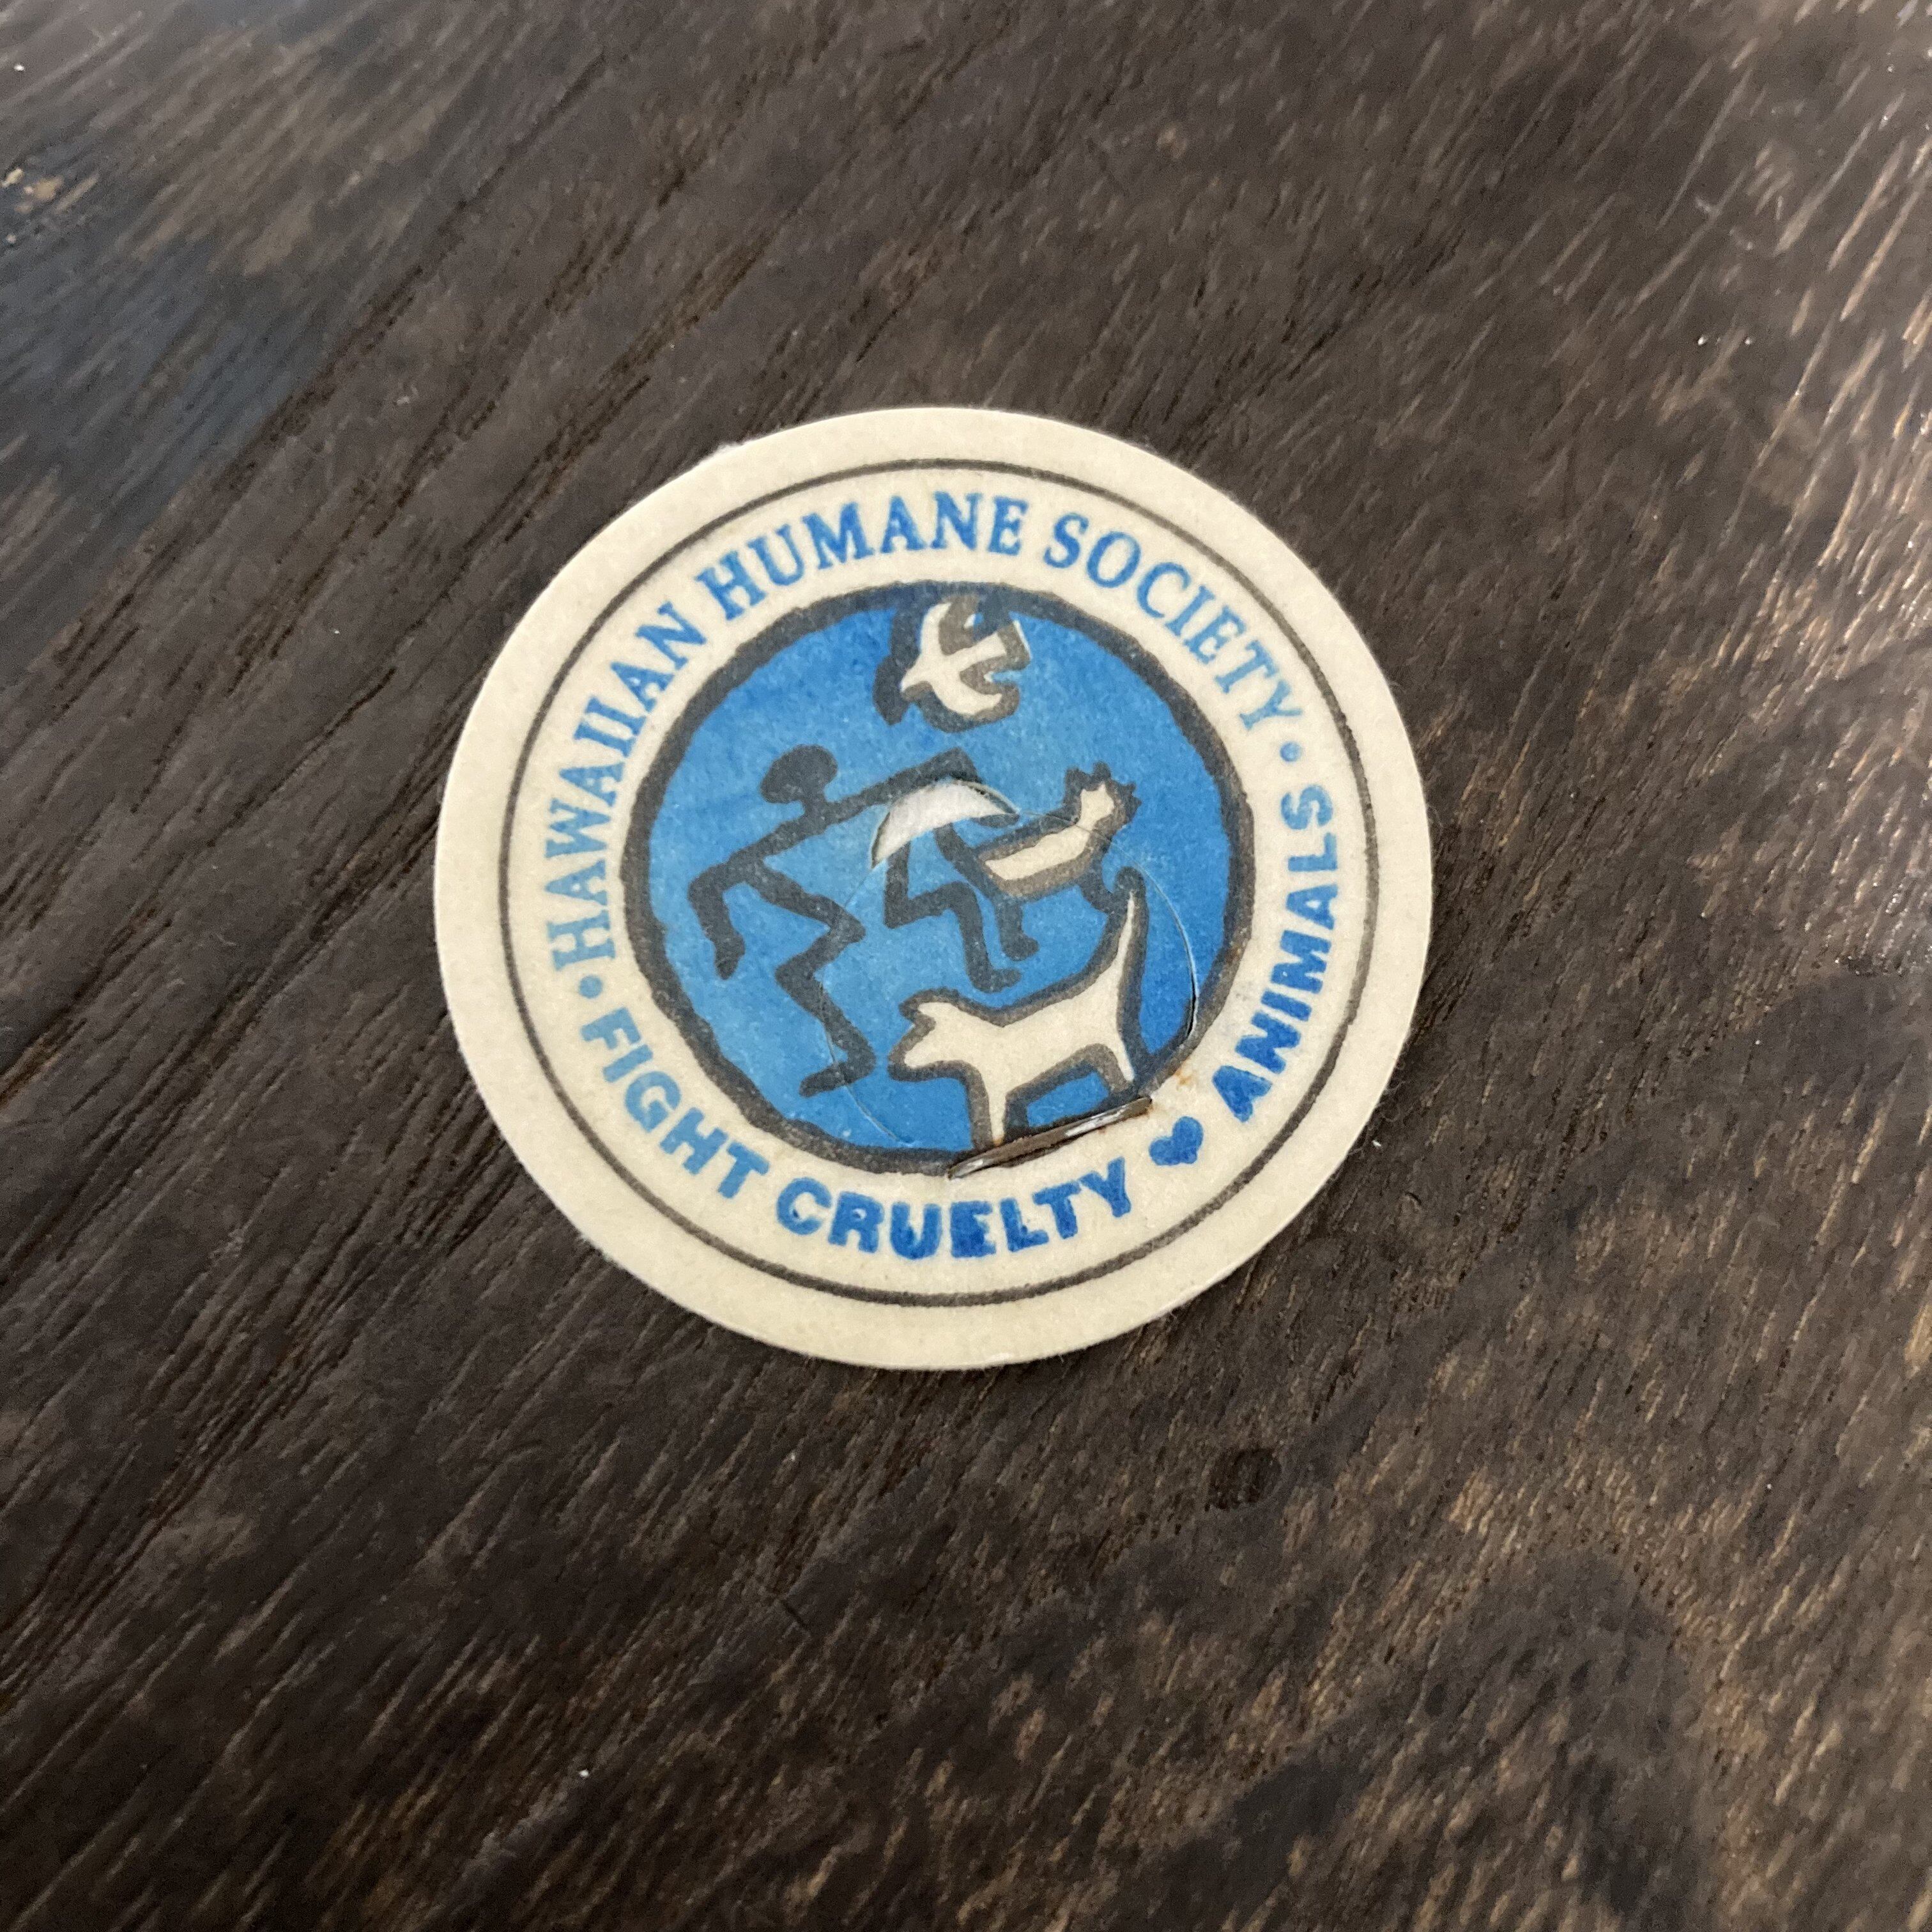 • HAWAIIAN HUMANE SOCIETY •
FIGHT CRUELTY ♥ ANIMALS